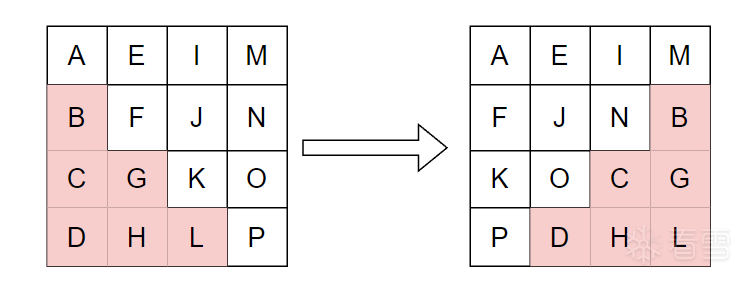 A E I M A E I M
B F J N F J N B
C G K O K O C G
D H L P P D H L
看雪